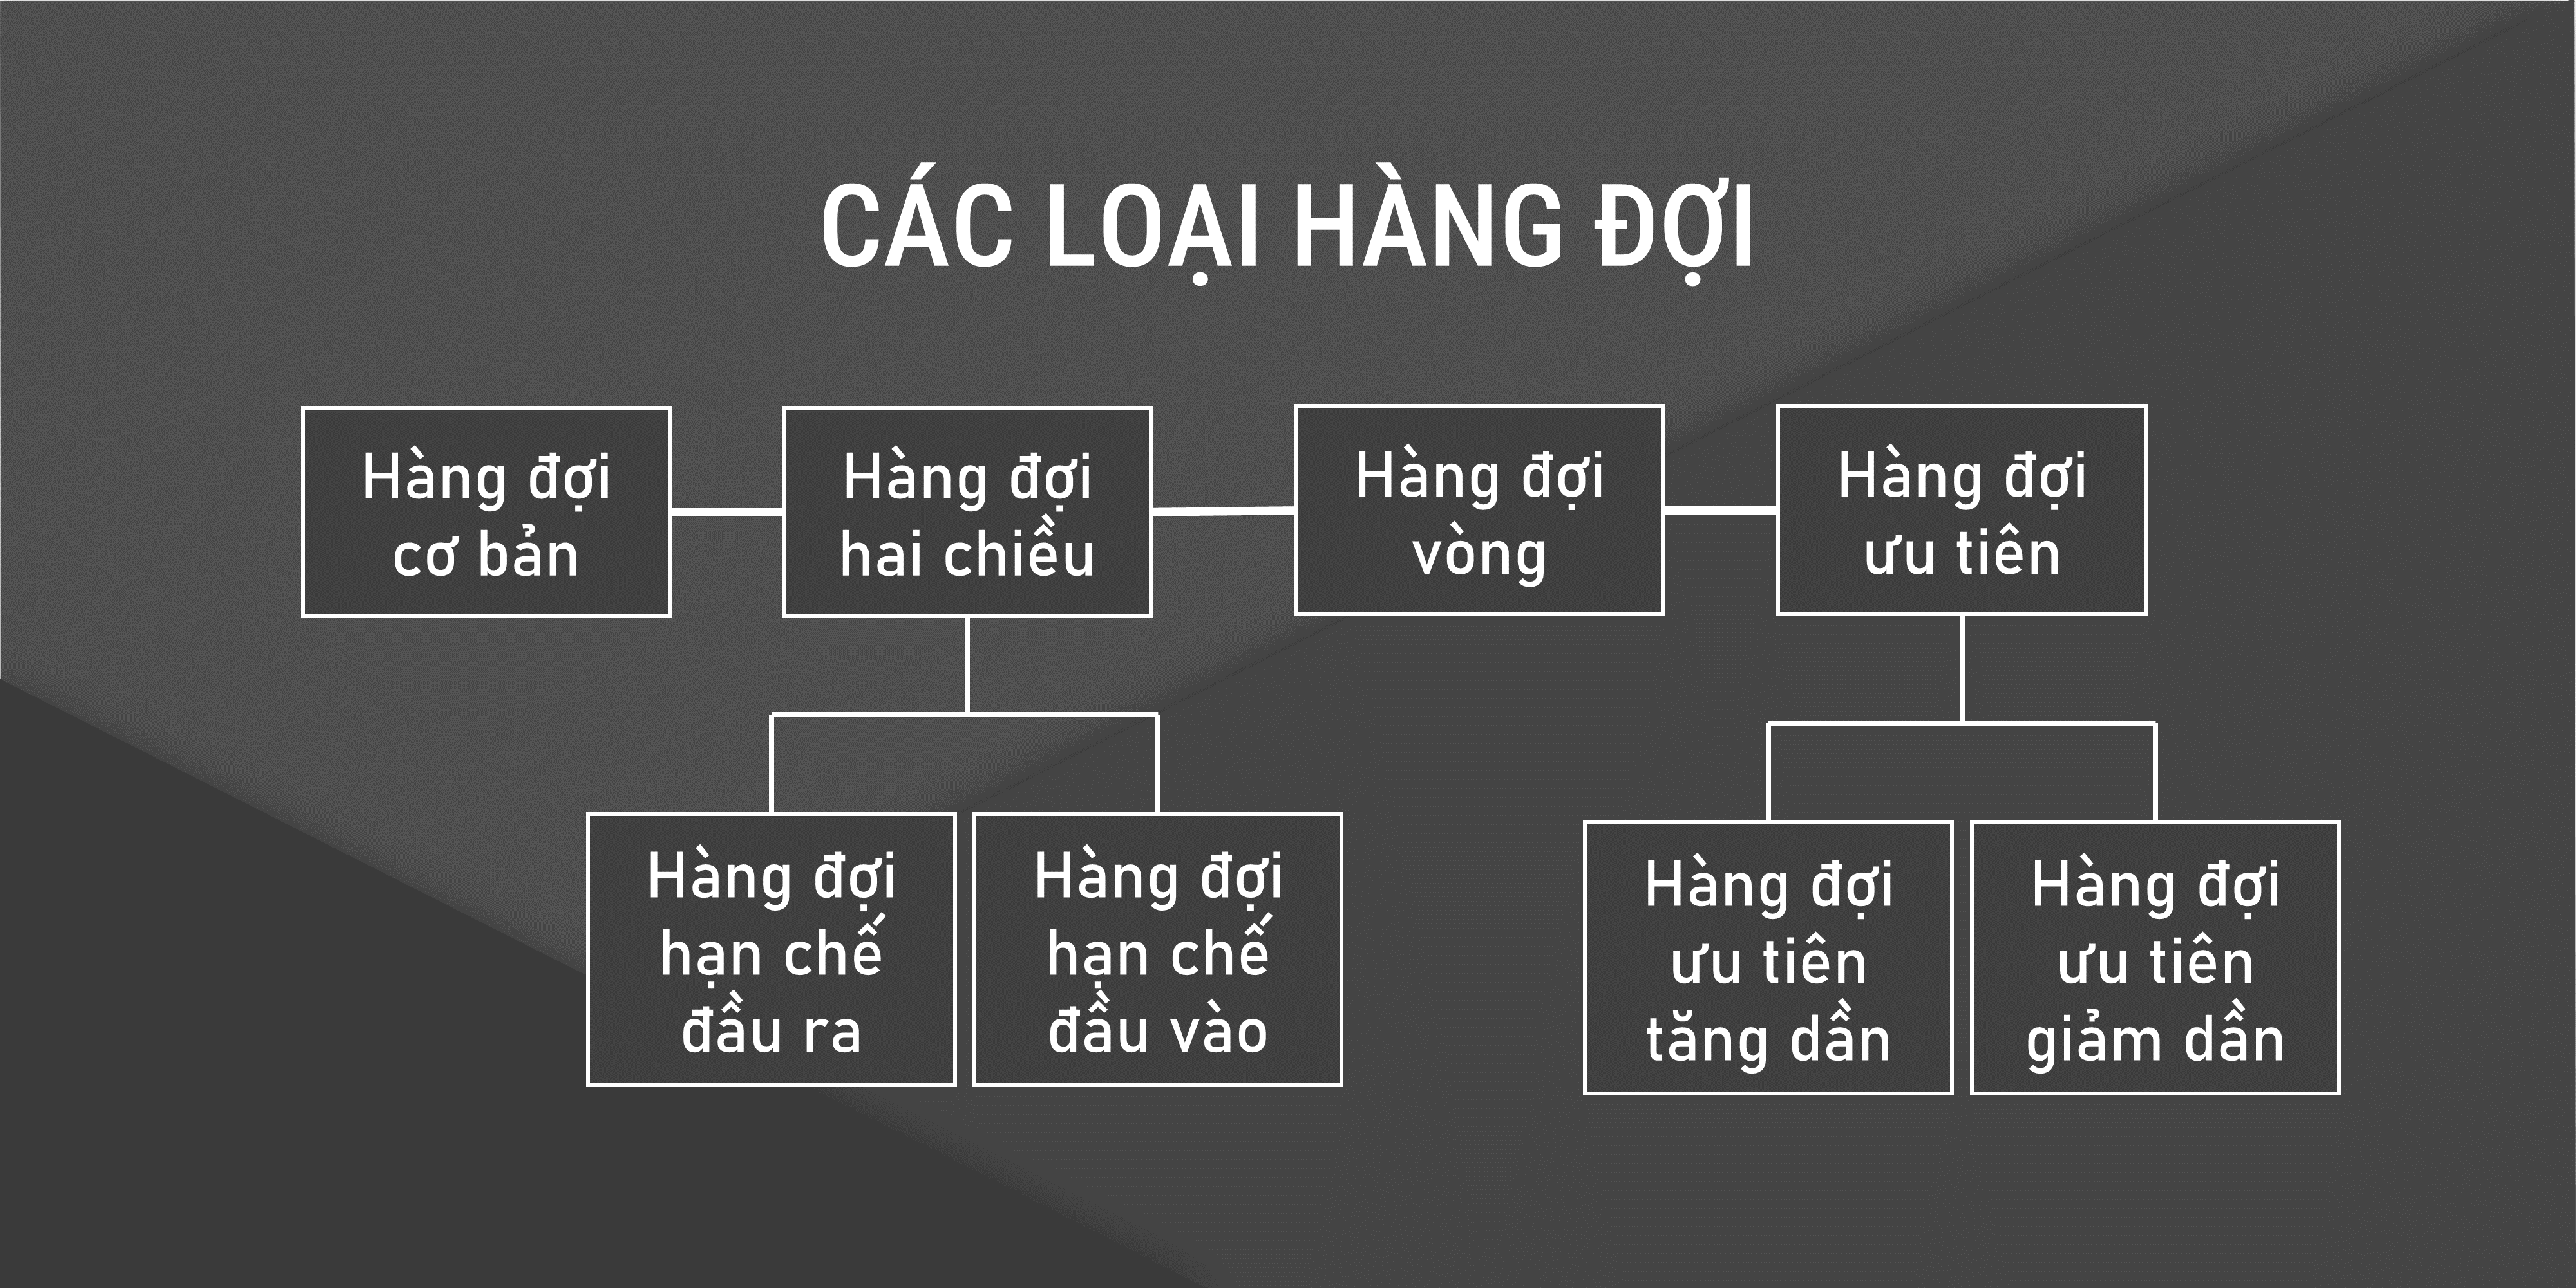 CÁC LOẠI HÀNG ĐỢI
Hàng đợi
cơ bản
Hàng đợi
hai chiều
Hàng đợi
vòng
Hàng đợi
ưu tiên
Hàng đợi
hạn chế
đầu ra
Hàng đợi
hạn chế
đầu vào
Hàng đợi
ưu tiên
tăng dần
Hàng đợi
ưu tiên
giảm dần